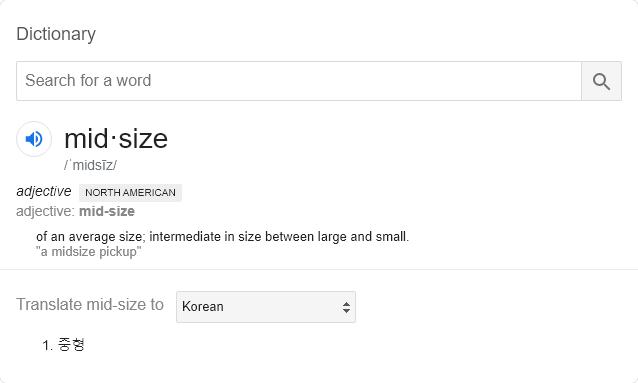 Dictionary
Search for a word
mid·size
/ˈmidsīz/
adjective NORTH AMERICAN
adjective: mid-size
of an average size; intermediate in size between large and small.
"a midsize pickup"
Translate mid-size to Korean
1. 중형